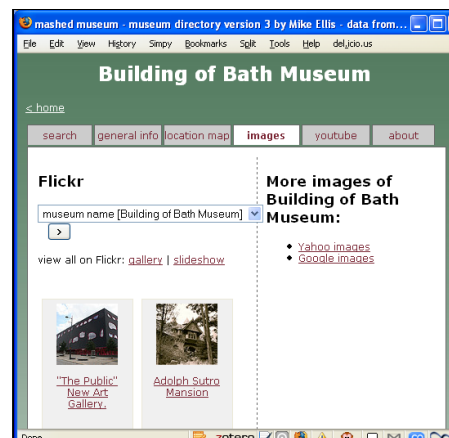 mashed museum - museum directory version 3 by Mike Ellis - data from...
File Edit View History Simpy Bookmarks Split Tools Help del.icio.us
Building of Bath Museum
< home
search general info location map images youtube about
Flickr
museum name [Building of Bath Museum]
>
view all on Flickr: gallery | slideshow
"The Public"
New Art
Gallery.
Adolph Sutro
Mansion
More images of
Building of Bath
Museum:
Yahoo images
Google images
Done
zotero